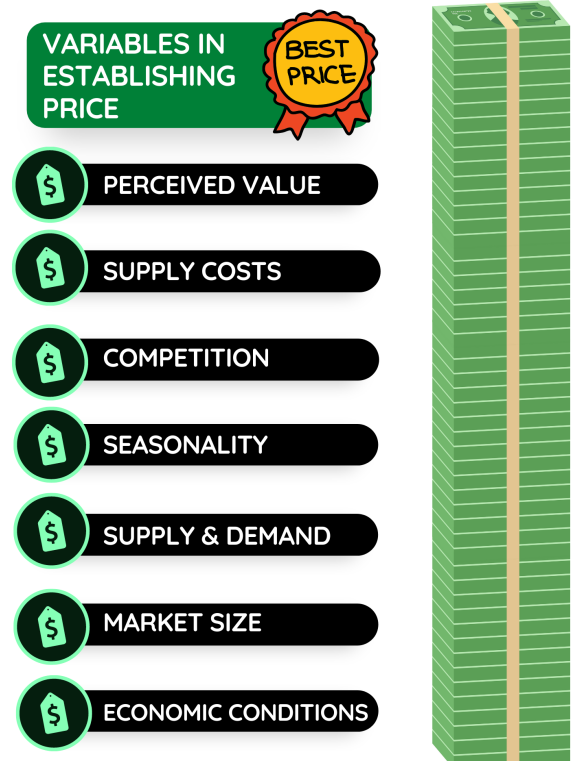 VARIABLES IN
ESTABLISHING
PRICE
BEST
PRICE
$ PERCEIVED VALUE
$ SUPPLY COSTS
$ COMPETITION
$ SEASONALITY
$ SUPPLY & DEMAND
$ MARKET SIZE
$ ECONOMIC CONDITIONS